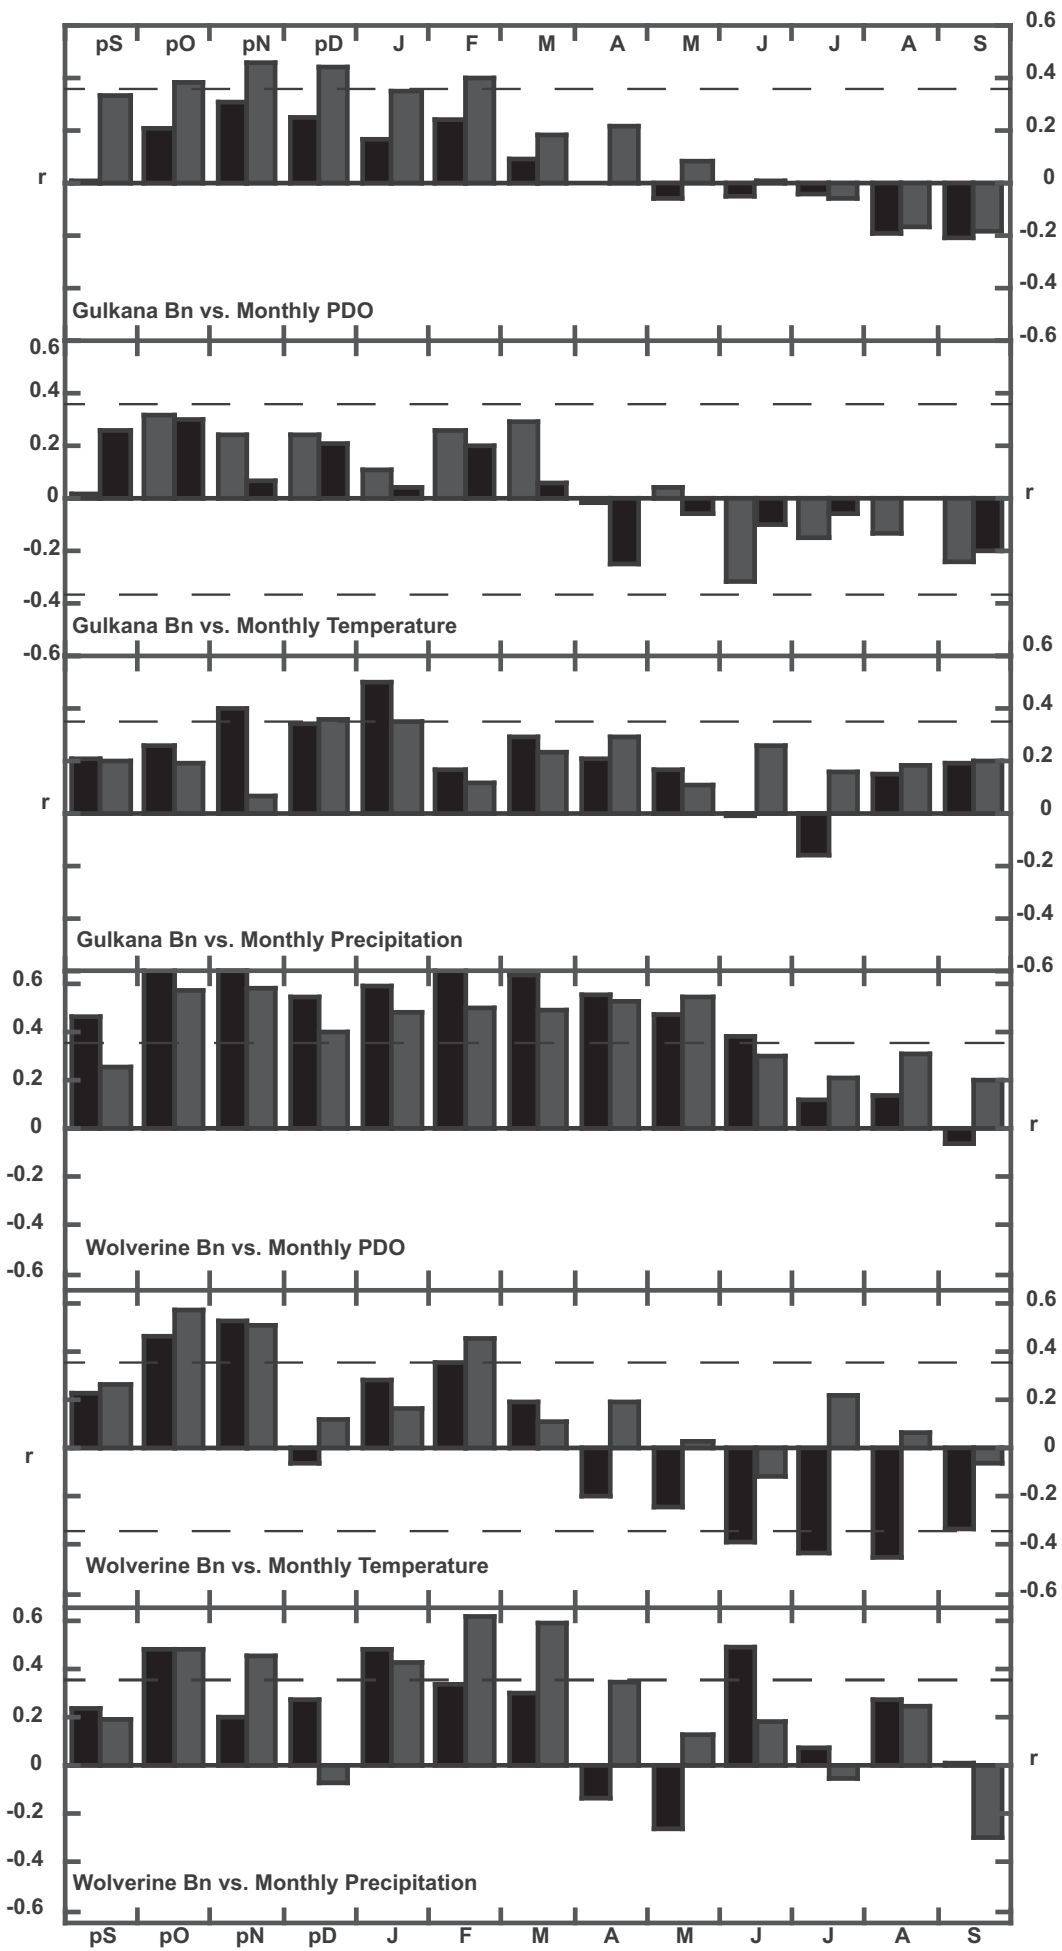 0.6
pS pO pN pD J F M A M J J A S
0.4
0.2
r 0
-0.2
-0.4
Gulkana Bn vs. Monthly PDO
-0.6
0.6
0.4
0.2
0 r
-0.2
-0.4
Gulkana Bn vs. Monthly Temperature
-0.6 0.6
0.4
0.2
r 0
-0.2
-0.4
Gulkana Bn vs. Monthly Precipitation
-0.6
0.6
0.4
0.2
0 r
-0.2
-0.4
Wolverine Bn vs. Monthly PDO
-0.6
0.6
0.4
0.2
r 0
-0.2
-0.4
Wolverine Bn vs. Monthly Temperature
-0.6
0.6
0.4
0.2
0 r
-0.2
-0.4
Wolverine Bn vs. Monthly Precipitation
-0.6
pS pO pN pD J F M A M J J A S